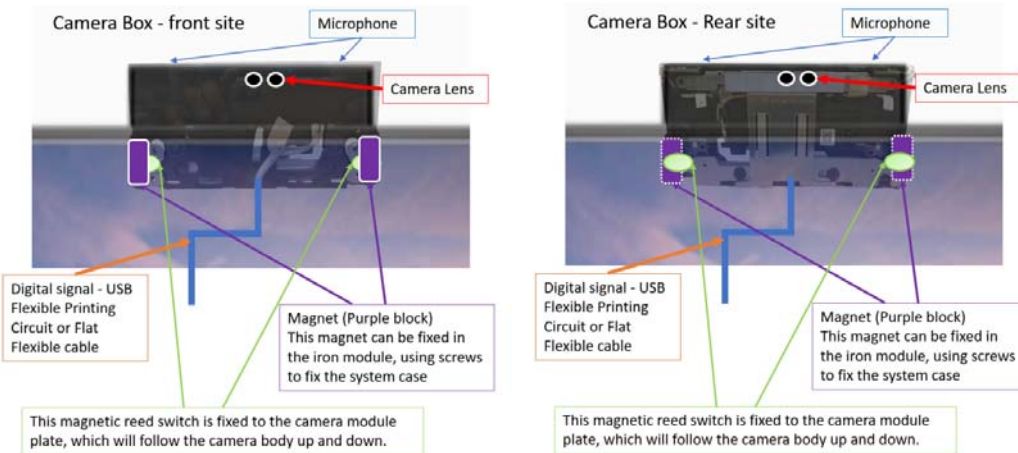 Camera Box - front site
Microphone
Camera Lens
Digital signal - USB
Flexible Printing
Circuit or Flat
Flexible cable
Magnet (Purple block)
This magnet can be fixed in
the iron module, using screws
to fix the system case
This magnetic reed switch is fixed to the camera module
plate, which will follow the camera body up and down.
Camera Box - Rear site
Microphone
Camera Lens
Digital signal - USB
Flexible Printing
Circuit or Flat
Flexible cable
Magnet (Purple block)
This magnet can be fixed in
the iron module, using screws
to fix the system case
This magnetic reed switch is fixed to the camera module
plate, which will follow the camera body up and down.